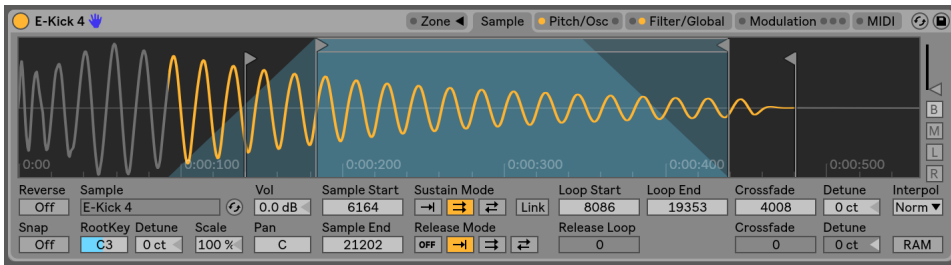 E-Kick 4 Zone Sample Pitch/Osc Filter/Global Modulation MIDI
B
M
L
R
0:00 0:00:100 0:00:200 0:00:300 0:00:400 0:00:500
Reverse Sample Vol Sample Start Sustain Mode Loop Start Loop End Crossfade Detune Interpol
Off E-Kick 4 0.0 dB 6164 Link 8086 19353 4008 0 ct Norm
Snap RootKey Detune Scale Pan Sample End Release Mode Release Loop Crossfade Detune
Off C3 0 ct 100 % C 21202 OFF 0 0 0 ct RAM